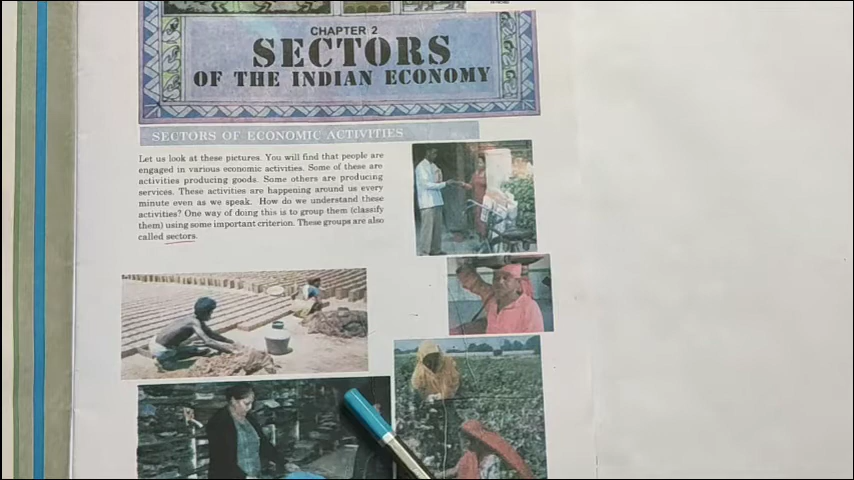 CHAPTER 2
SECTORS
OF THE INDIAN ECONOMY
SECTORS OF ECONOMIC ACTIVITIES
Let us look at these pictures. You will find that people are
engaged in various economic activities. Some of these are
activities producing goods. Some others are producing
services. These activities are happening around us every
minute even as we speak. How do we understand these
activities? One way of doing this is to group them (classify
them) using some important criterion. These groups are also
called sectors.